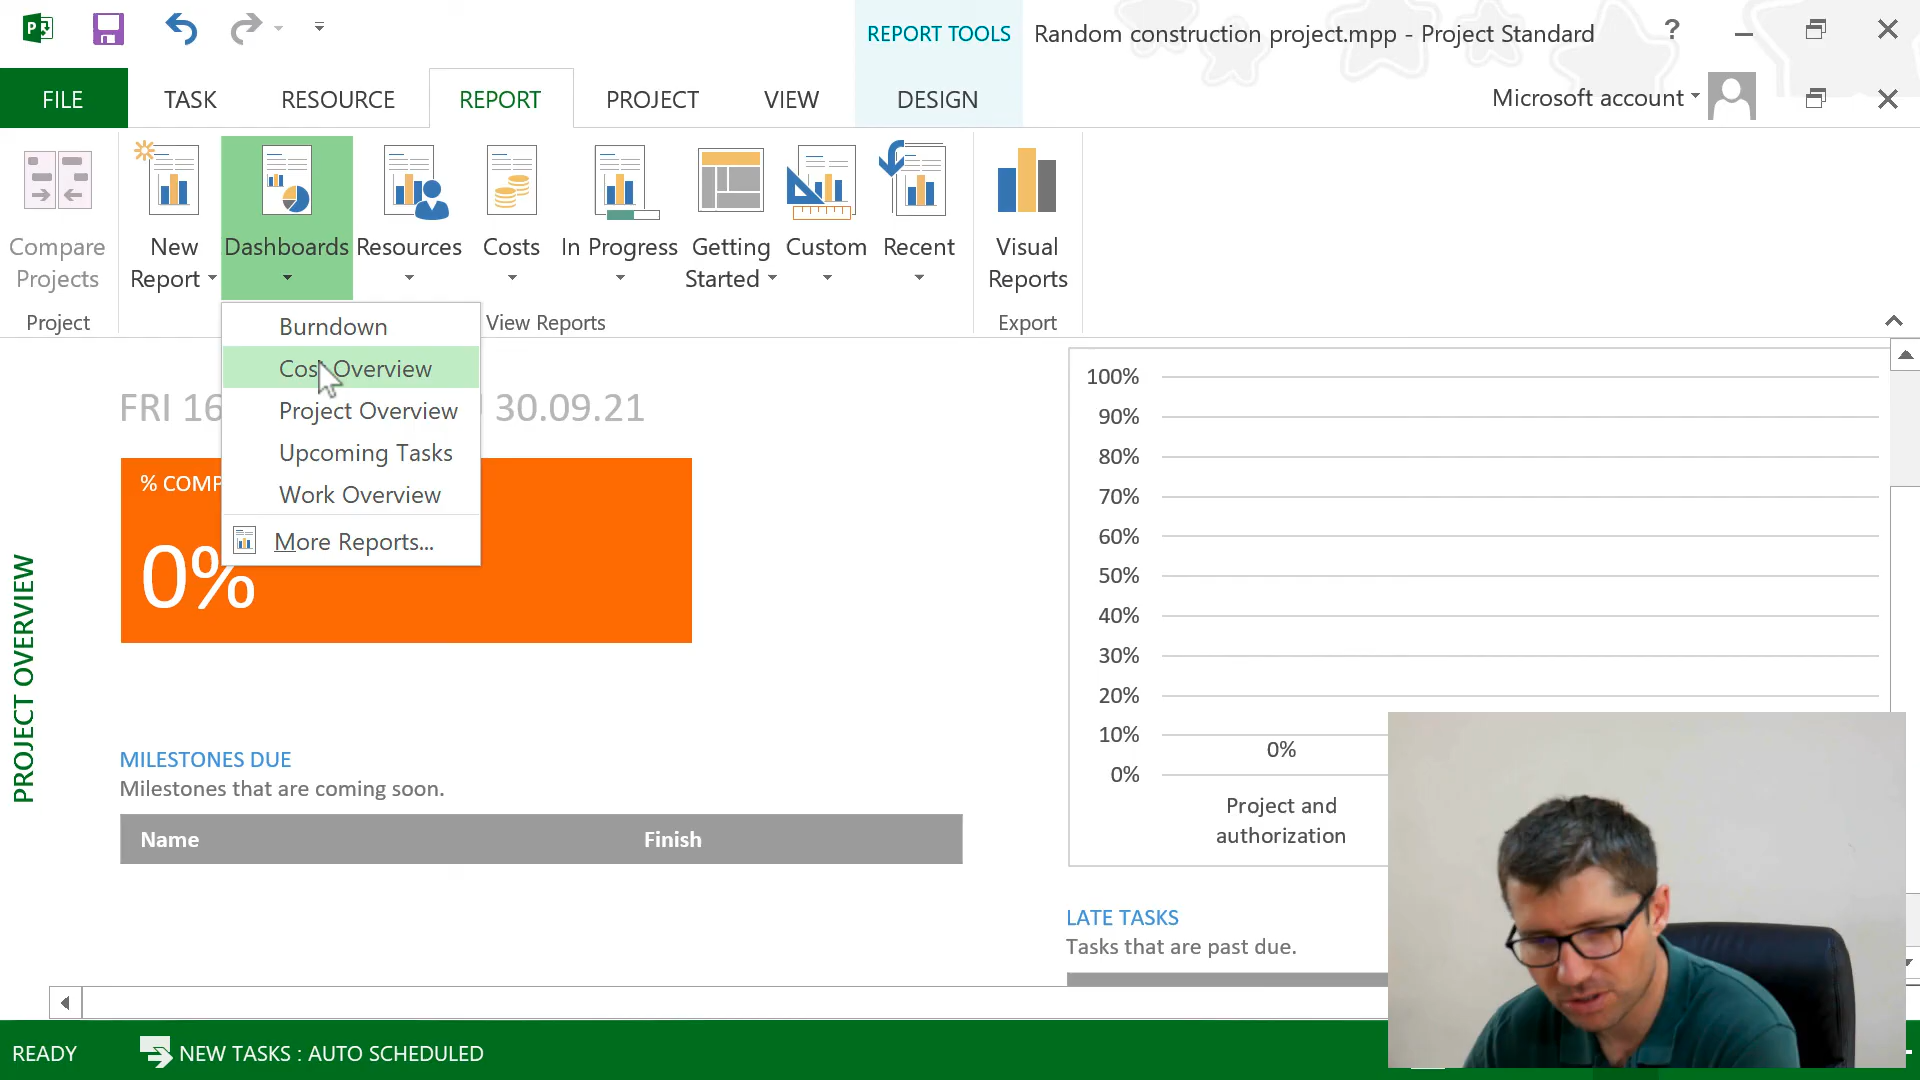 REPORT TOOLS
Random construction project.mpp - Project Standard
?
FILE
TASK
RESOURCE
REPORT
PROJECT
VIEW
DESIGN
Microsoft account
Compare
Projects
New
Report
Dashboards
Resources
Costs
In Progress
Getting
Started
Custom
Recent
Visual
Reports
Project
View Reports
Export
Burndown
Cost Overview
Project Overview
Upcoming Tasks
Work Overview
More Reports...
FRI 16
30.09.21
% COMP
0%
PROJECT OVERVIEW
MILESTONES DUE
Milestones that are coming soon.
Name
Finish
100%
90%
80%
70%
60%
50%
40%
30%
20%
10%
0%
0%
Project and
authorization
LATE TASKS
Tasks that are past due.
READY
NEW TASKS : AUTO SCHEDULED